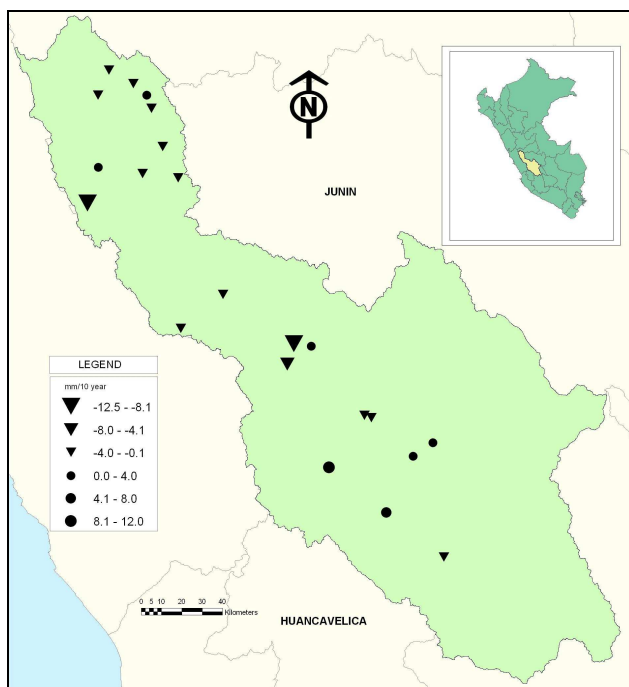 N
JUNIN
LEGEND
mm/10 year
-12.5 - -8.1
-8.0 - -4.1
-4.0 - -0.1
0.0 - 4.0
4.1 - 8.0
8.1 - 12.0
0 5 10 20 30 40
Kilometers
HUANCAVELICA